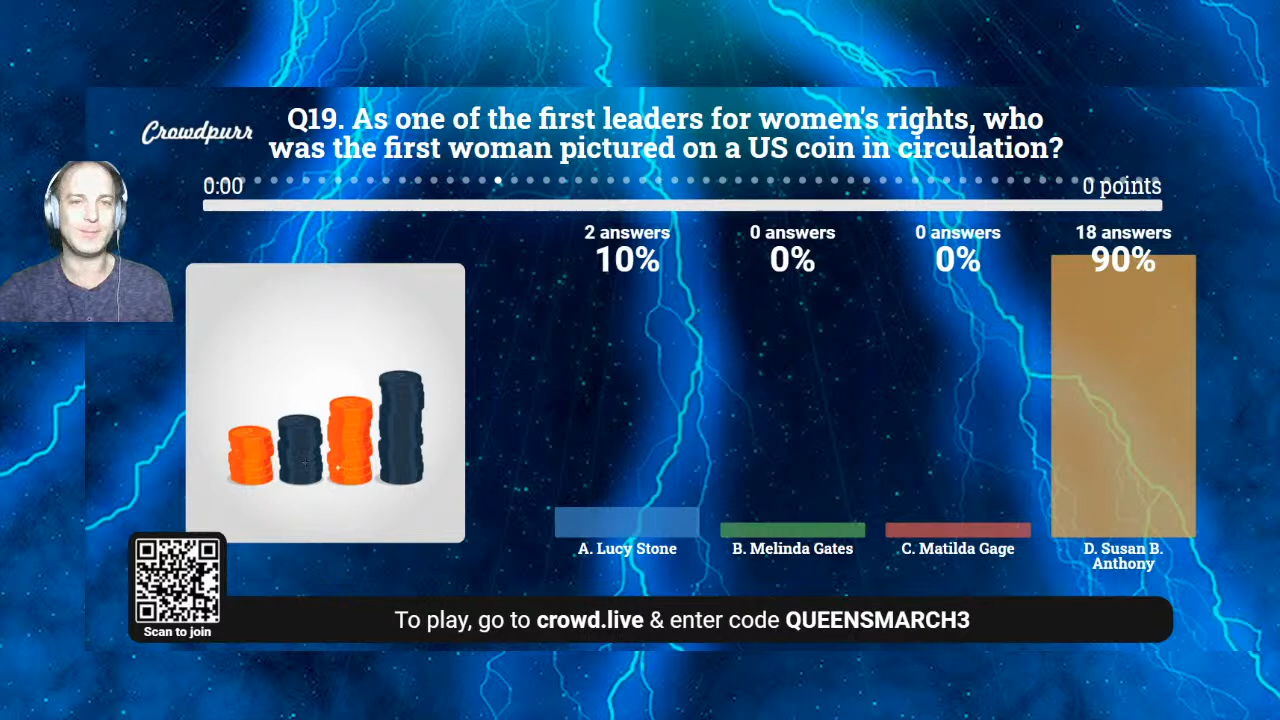 Crowdpurr
Q19. As one of the first leaders for women's rights, who
was the first woman pictured on a US coin in circulation?
0:00
0 points
2 answers
10%
0 answers
0%
0 answers
0%
18 answers
90%
A. Lucy Stone
B. Melinda Gates
C. Matilda Gage
D. Susan B.
Anthony
Scan to join
To play, go to crowd.live & enter code QUEENSMARCH3